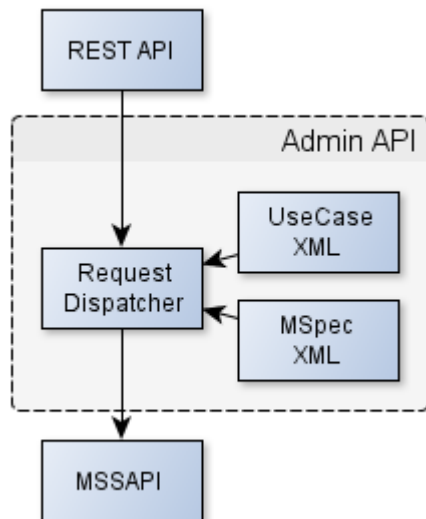 REST API
Admin API
UseCase
XML
Request
Dispatcher
MSpec
XML
MSSAPI